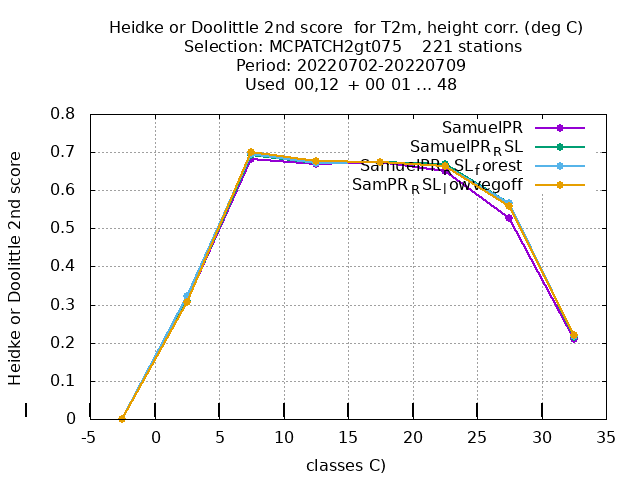 Heidke or Doolittle 2nd score  for T2m, height corr. (deg C)
Selection: MCPATCH2gt075    221 stations
Period: 20220702-20220709
Used  00,12  + 00 01 ... 48
Heidke or Doolittle 2nd score
0.8
0.7
0.6
0.5
0.4
0.3
0.2
0.1
0
SamuelPR
SamuelPR_RSL
SamuelPR_RSL_forest
SamPR_RSL_lowvegoff
-5 0 5 10 15 20 25 30 35
classes C)